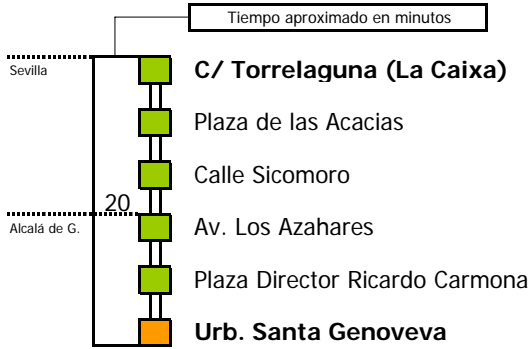 Tiempo aproximado en minutos
Sevilla
C/ Torrelaguna (La Caixa)
Plaza de las Acacias
Calle Sicomoro
20
Alcalá de G.
Av. Los Azahares
Plaza Director Ricardo Carmona
Urb. Santa Genoveva